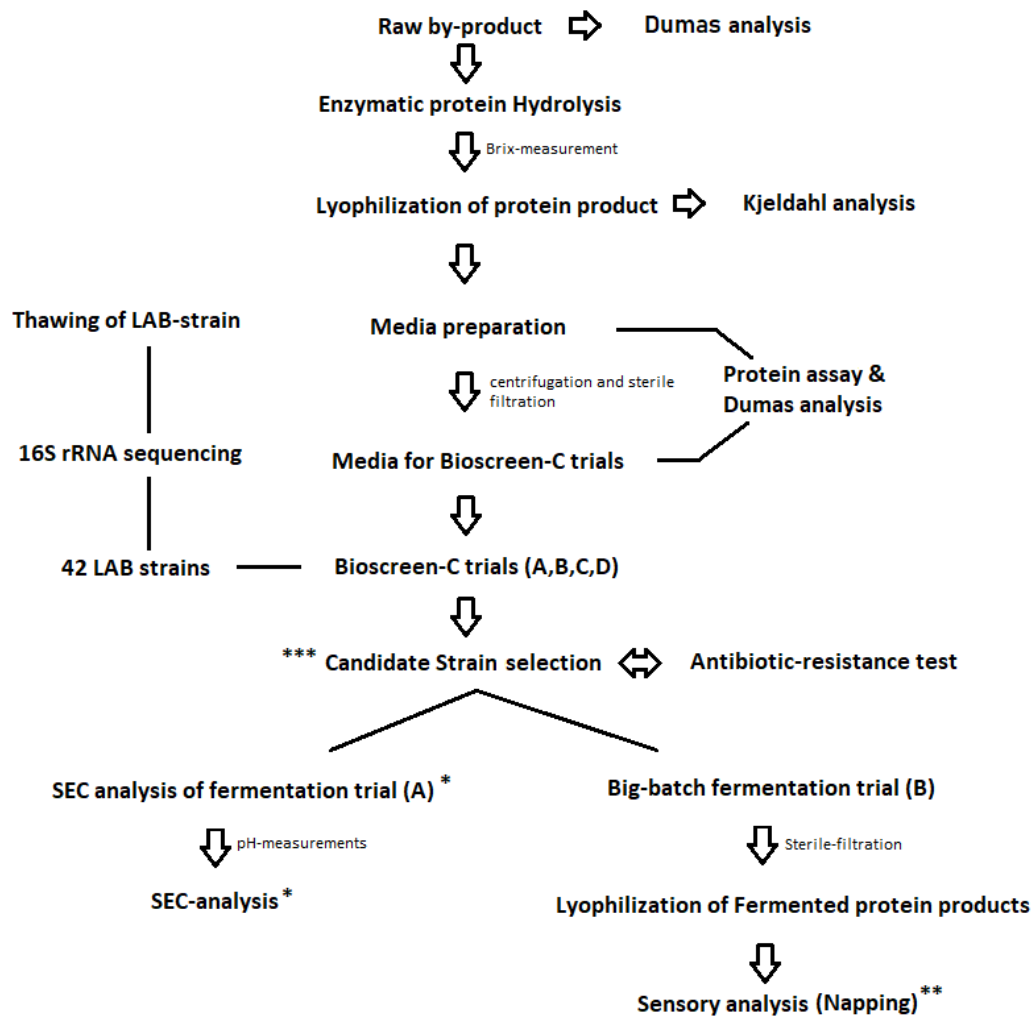 Raw by-product
Dumas analysis
Enzymatic protein Hydrolysis
Brix-measurement
Lyophilization of protein product
Kjeldahl analysis
Thawing of LAB-strain
Media preparation
centrifugation and sterile
filtration
Protein assay &
Dumas analysis
16S rRNA sequencing
Media for Bioscreen-C trials
42 LAB strains
Bioscreen-C trials (A,B,C,D)
*** Candidate Strain selection
Antibiotic-resistance test
SEC analysis of fermentation trial (A) *
Big-batch fermentation trial (B)
pH-measurements
Sterile-filtration
SEC-analysis *
Lyophilization of Fermented protein products
Sensory analysis (Napping) **